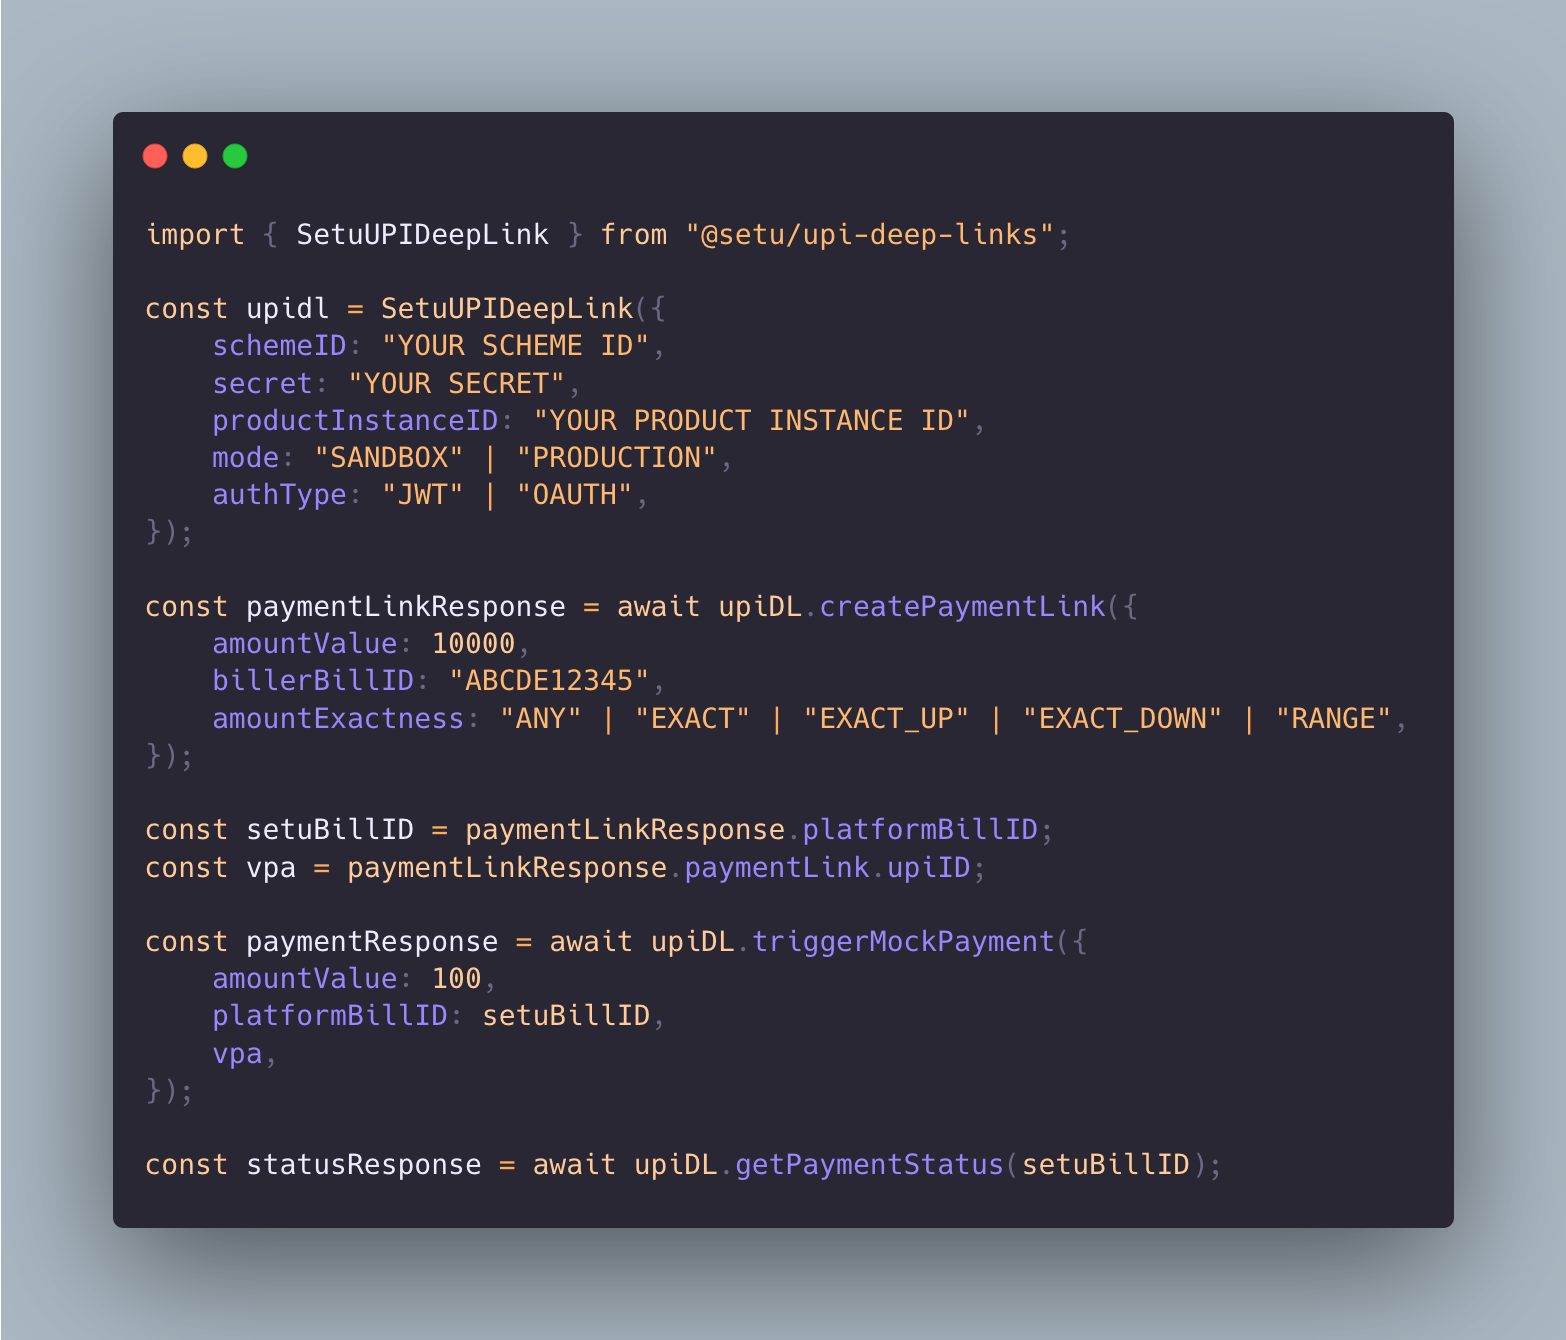 import { SetuUPIDeepLink } from "@setu/upi-deep-links";
const upidl = SetuUPIDeepLink({
schemeID: "YOUR SCHEME ID",
secret: "YOUR SECRET",
productInstanceID: "YOUR PRODUCT INSTANCE ID",
mode: "SANDBOX" | "PRODUCTION",
authType: "JWT" | "OAUTH",
});
const paymentLinkResponse = await upiDL.createPaymentLink({
amountValue: 10000,
billerBillID: "ABCDE12345",
amountExactness: "ANY" | "EXACT" | "EXACT_UP" | "EXACT_DOWN" | "RANGE",
});
const setuBillID = paymentLinkResponse.platformBillID;
const vpa = paymentLinkResponse.paymentLink.upiID;
const paymentResponse = await upiDL.triggerMockPayment({
amountValue: 100,
platformBillID: setuBillID,
vpa,
});
const statusResponse = await upiDL.getPaymentStatus(setuBillID);